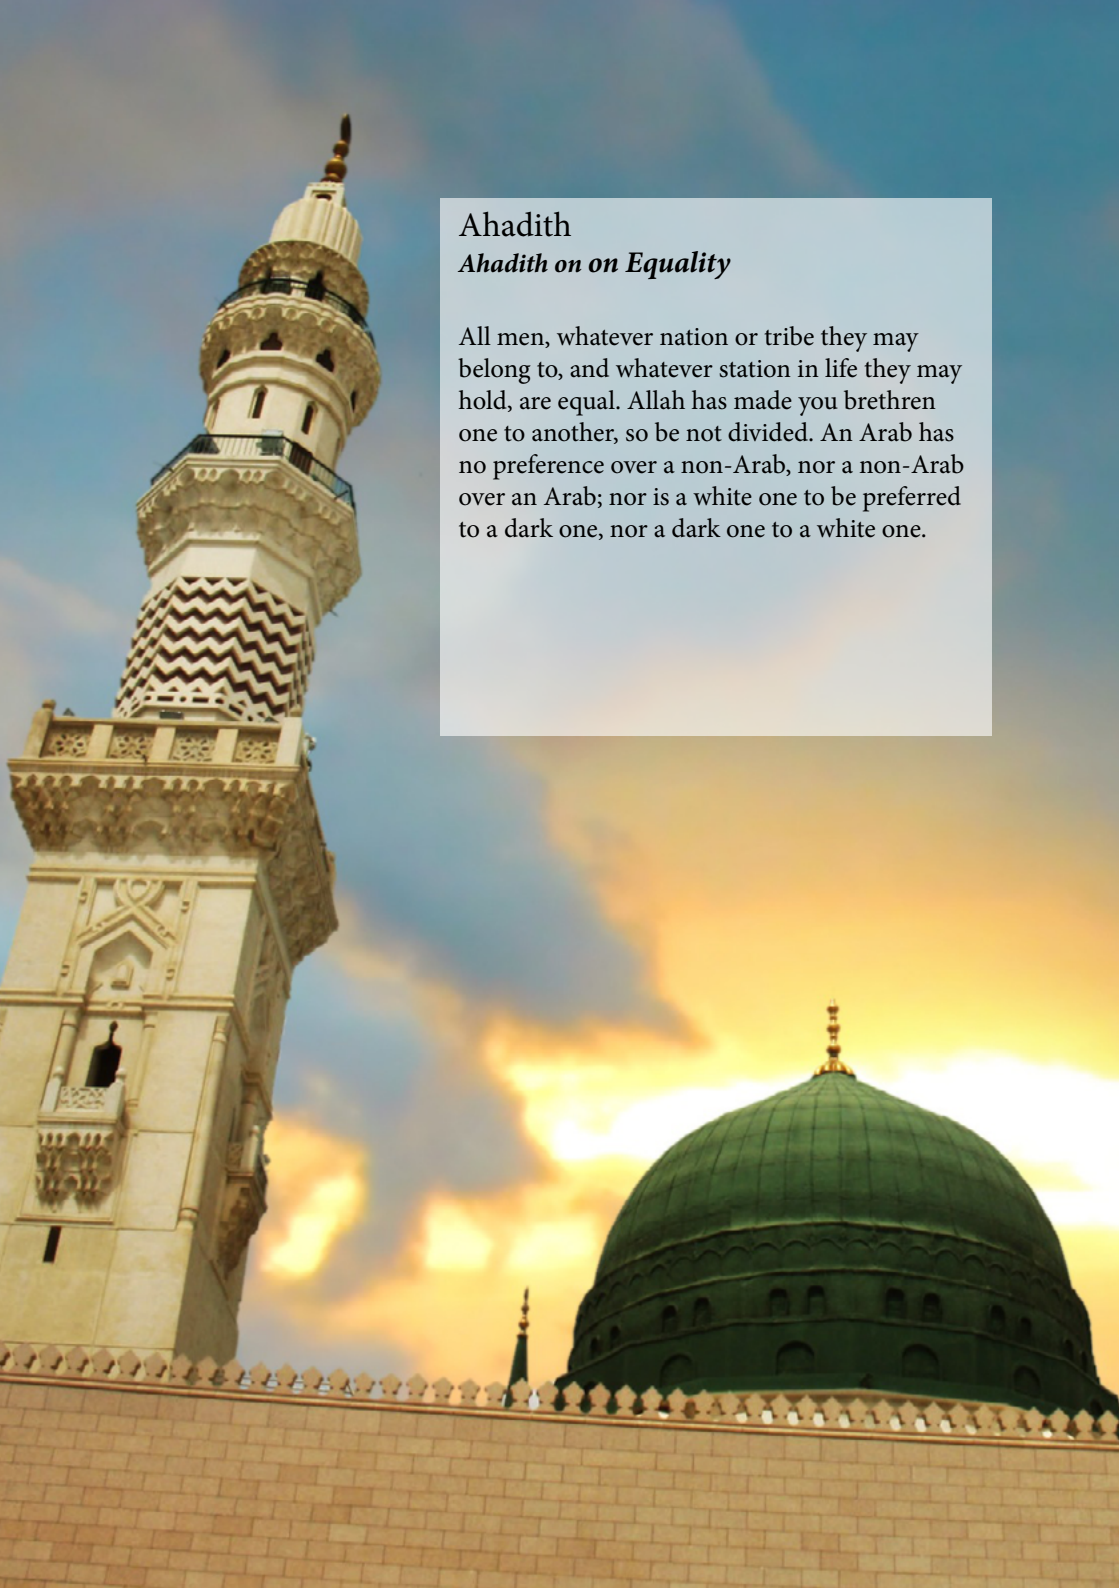 Ahadith
Ahadith on on Equality
All men, whatever nation or tribe they may
belong to, and whatever station in life they may
hold, are equal. Allah has made you brethren
one to another, so be not divided. An Arab has
no preference over a non-Arab, nor a non-Arab
over an Arab; nor is a white one to be preferred
to a dark one, nor a dark one to a white one.